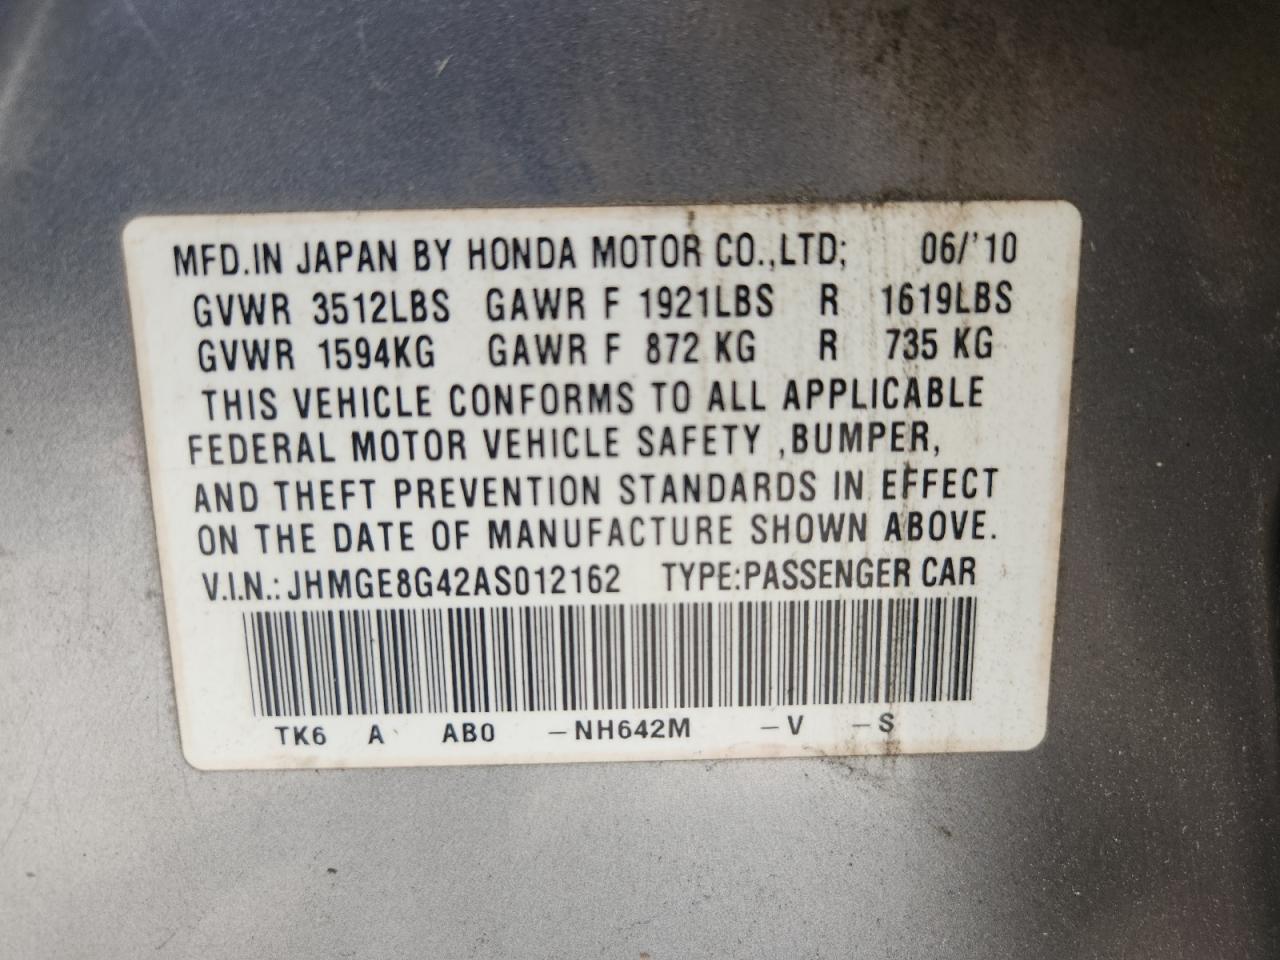 MFD.IN JAPAN BY HONDA MOTOR CO.,LTD; 06/'10
GVWR 3512LBS GAWR F 1921LBS R 1619LBS
GVWR 1594KG GAWR F 872 KG R 735 KG
THIS VEHICLE CONFORMS TO ALL APPLICABLE
FEDERAL MOTOR VEHICLE SAFETY ,BUMPER,
AND THEFT PREVENTION STANDARDS IN EFFECT
ON THE DATE OF MANUFACTURE SHOWN ABOVE.
V.I.N.: JHMGE8G42AS012162 TYPE:PASSENGER CAR
TK6 A AB0 –NH642M –V –S